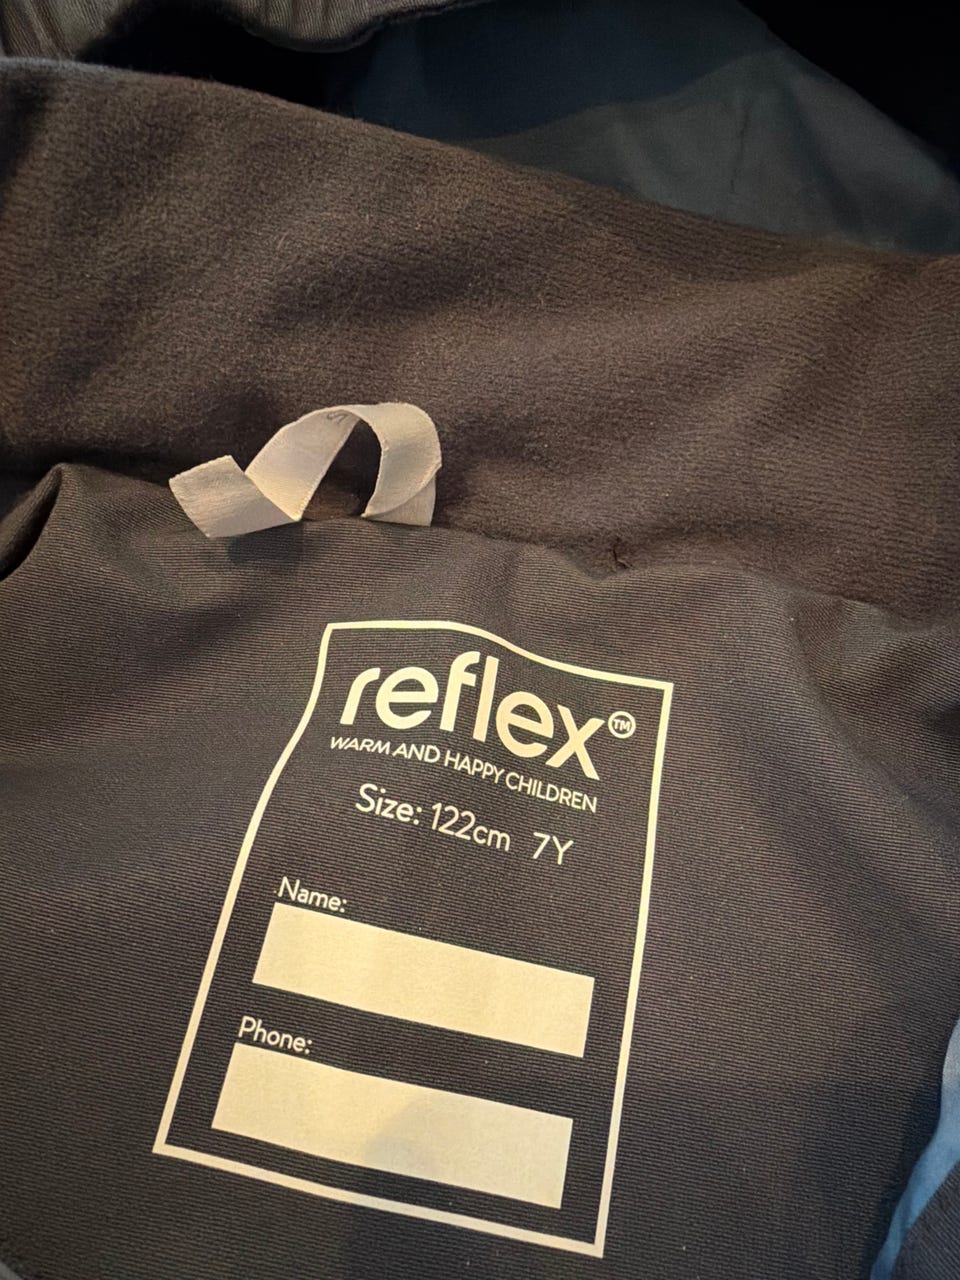 reflex™
WARM AND HAPPY CHILDREN
Size: 122cm 7Y
Name:
Phone: